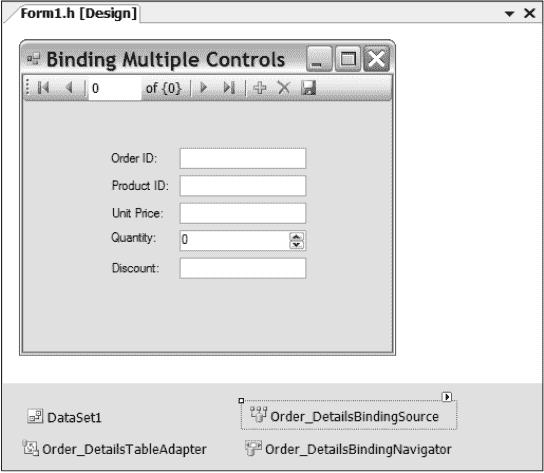 Form1.h [Design]
Binding Multiple Controls
0 of {0}
Order ID:
Product ID:
Unit Price:
Quantity: 0
Discount:
DataSet1
Order_DetailsBindingSource
Order_DetailsTableAdapter
Order_DetailsBindingNavigator